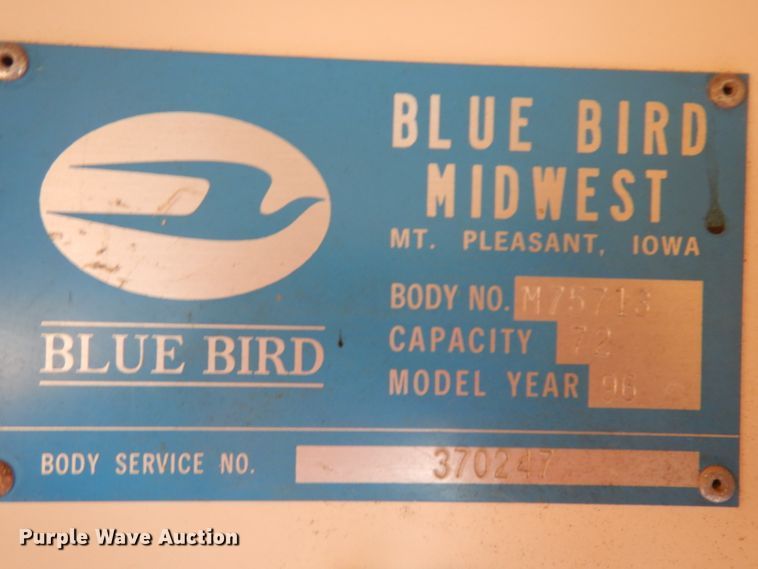 BLUE BIRD
MIDWEST
MT. PLEASANT, IOWA
BODY NO. M75713
CAPACITY 72
MODEL YEAR 96
BLUE BIRD
BODY SERVICE NO. 370247
Purple Wave Auction